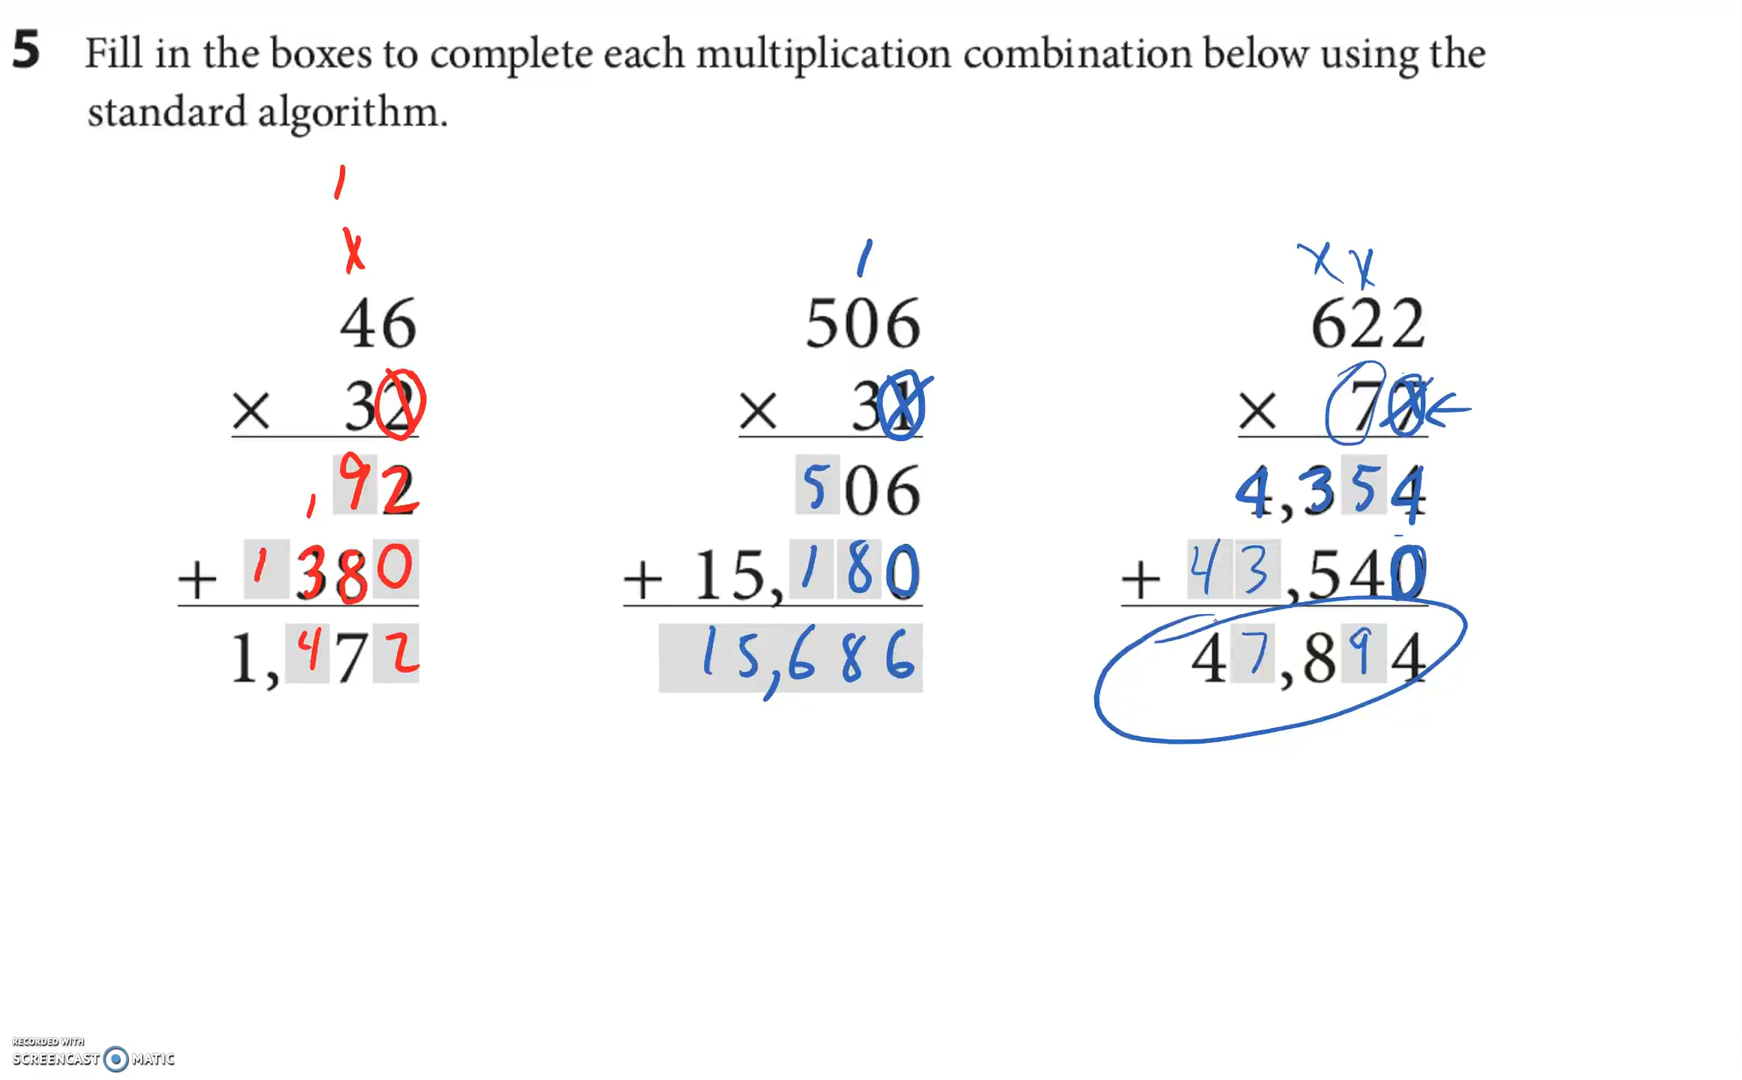 5 Fill in the boxes to complete each multiplication combination below using the
standard algorithm.
1
x 1 x x
46 506 622
× 32 × 31 × 77
,92 506 4,354
+ 1380 + 15,180 + 43,540
1,472 15,686 47,894
RECORDED WITH
SCREENCAST MATIC